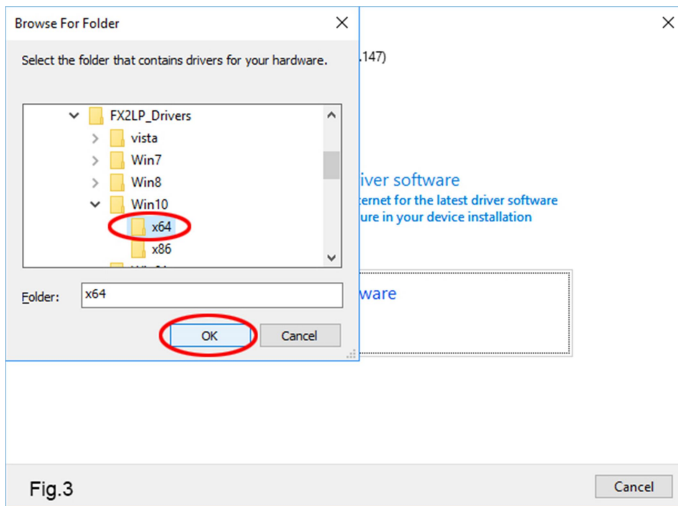 Browse For Folder
Select the folder that contains drivers for your hardware.
FX2LP_Drivers
vista
Win7
Win8
Win10
x64
x86
Folder: x64
OK Cancel
.147)
iver software
ernet for the latest driver software
ure in your device installation
ware
Fig.3
Cancel